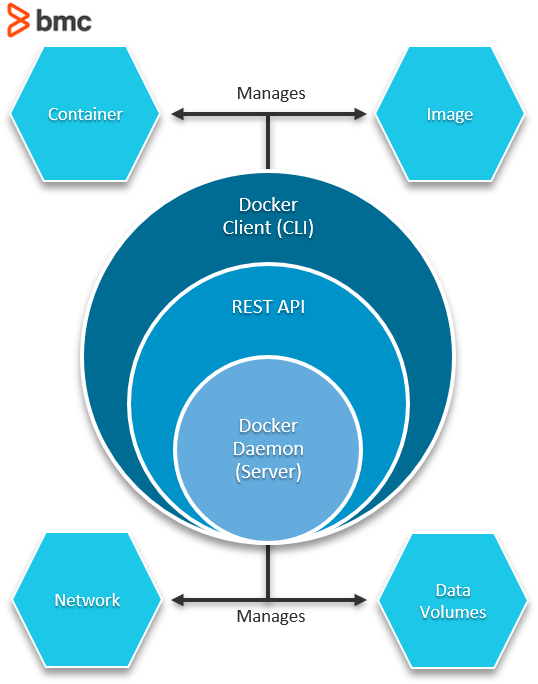 bmc
Manages
Container
Image
Docker
Client (CLI)
REST API
Docker
Daemon
(Server)
Network
Manages
Data
Volumes